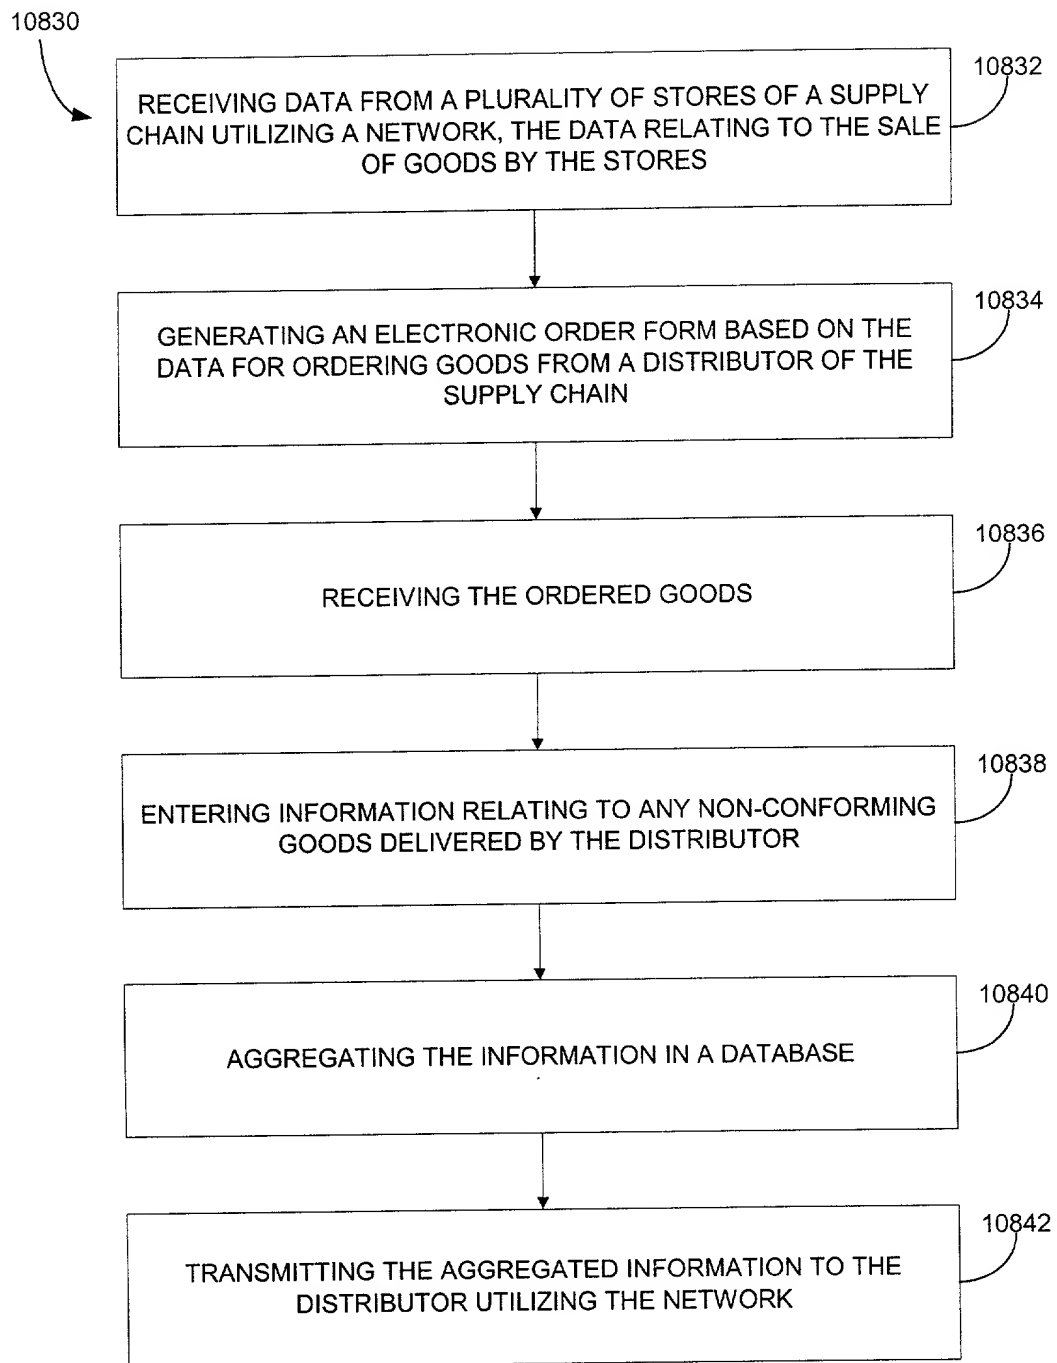 10830
10832
RECEIVING DATA FROM A PLURALITY OF STORES OF A SUPPLY
CHAIN UTILIZING A NETWORK, THE DATA RELATING TO THE SALE
OF GOODS BY THE STORES
10834
GENERATING AN ELECTRONIC ORDER FORM BASED ON THE
DATA FOR ORDERING GOODS FROM A DISTRIBUTOR OF THE
SUPPLY CHAIN
10836
RECEIVING THE ORDERED GOODS
10838
ENTERING INFORMATION RELATING TO ANY NON-CONFORMING
GOODS DELIVERED BY THE DISTRIBUTOR
10840
AGGREGATING THE INFORMATION IN A DATABASE
10842
TRANSMITTING THE AGGREGATED INFORMATION TO THE
DISTRIBUTOR UTILIZING THE NETWORK